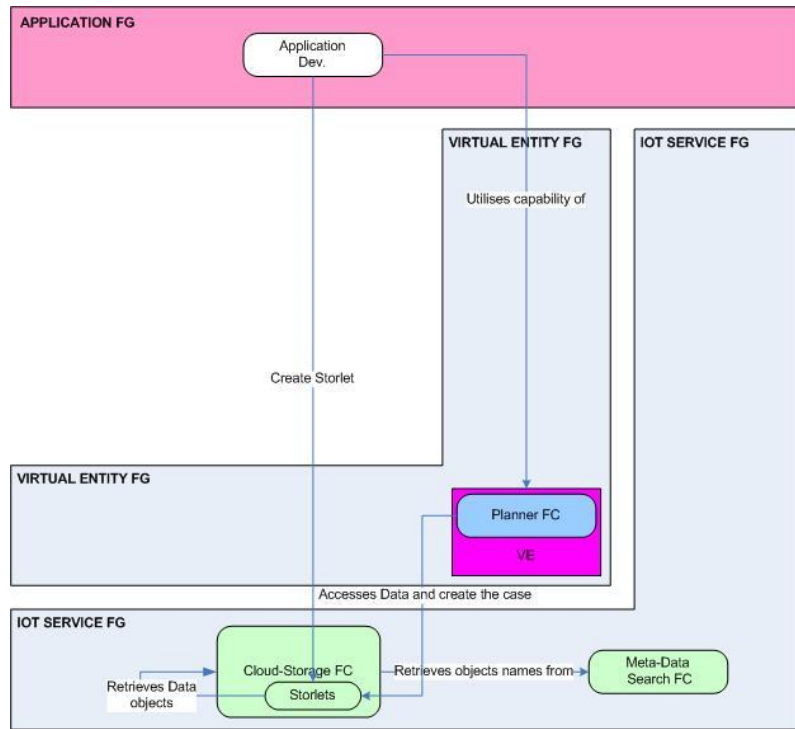 APPLICATION FG
Application
Dev.
VIRTUAL ENTITY FG
IOT SERVICE FG
Utilises capability of
Create Storlet
VIRTUAL ENTITY FG
Planner FC
VE
Accesses Data and create the case
IOT SERVICE FG
Cloud-Storage FC
Retrieves objects names from
Meta-Data
Search FC
Retrieves Data
objects
Storlets